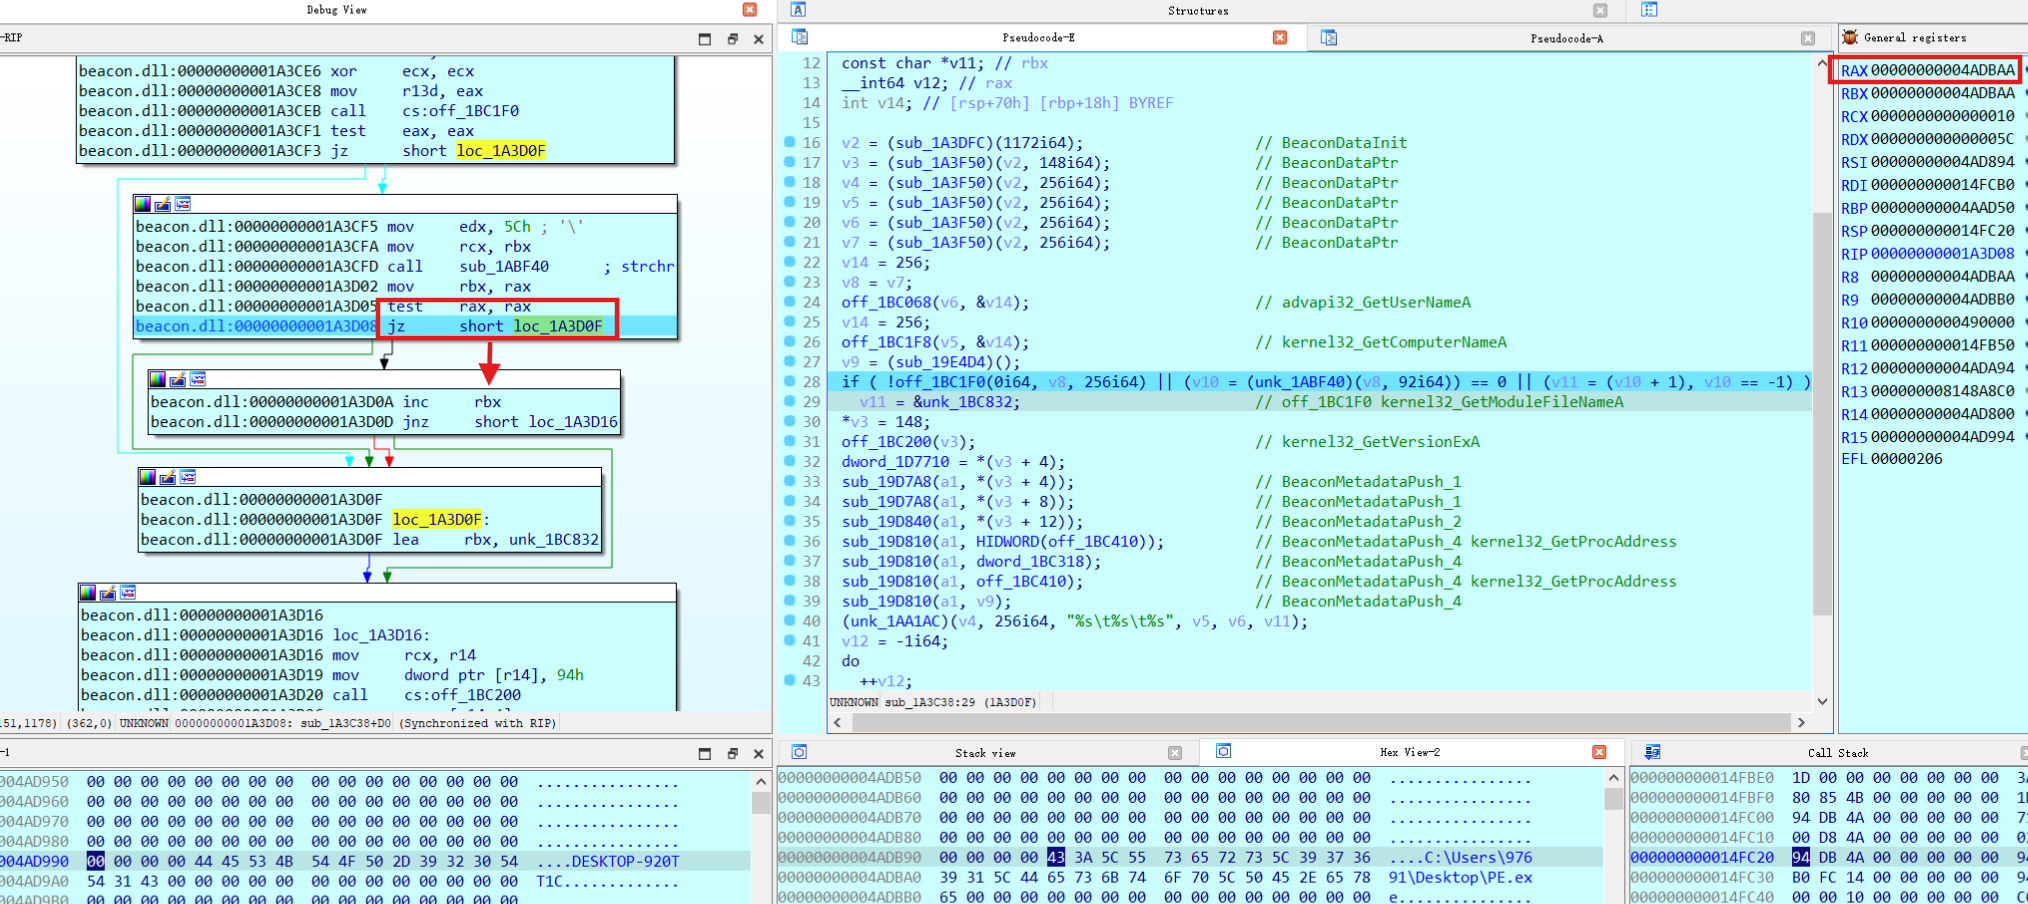 Debug View
-RIP
beacon.dll:00000000001A3CE6 xor ecx, ecx
beacon.dll:00000000001A3CE8 mov r13d, eax
beacon.dll:00000000001A3CEB call cs:off_1BC1F0
beacon.dll:00000000001A3CF1 test eax, eax
beacon.dll:00000000001A3CF3 jz short loc_1A3D0F
beacon.dll:00000000001A3CF5 mov edx, 5Ch ; '\'
beacon.dll:00000000001A3CFA mov rcx, rbx
beacon.dll:00000000001A3CFD call sub_1ABF40 ; strchr
beacon.dll:00000000001A3D02 mov rbx, rax
beacon.dll:00000000001A3D05 test rax, rax
beacon.dll:00000000001A3D08 jz short loc_1A3D0F
beacon.dll:00000000001A3D0A inc rbx
beacon.dll:00000000001A3D0D jnz short loc_1A3D16
beacon.dll:00000000001A3D0F
beacon.dll:00000000001A3D0F loc_1A3D0F:
beacon.dll:00000000001A3D0F lea rbx, unk_1BC832
beacon.dll:00000000001A3D16
beacon.dll:00000000001A3D16 loc_1A3D16:
beacon.dll:00000000001A3D16 mov rcx, r14
beacon.dll:00000000001A3D19 mov dword ptr [r14], 94h
beacon.dll:00000000001A3D20 call cs:off_1BC200
151,1178) (362,0) UNKNOWN 00000000001A3D08: sub_1A3C38+D0 (Synchronized with RIP)
Structures
Pseudocode-E
Pseudocode-A
12 const char *v11; // rbx
13 __int64 v12; // rax
14 int v14; // [rsp+70h] [rbp+18h] BYREF
15
16 v2 = (sub_1A3DFC)(1172i64); // BeaconDataInit
17 v3 = (sub_1A3F50)(v2, 148i64); // BeaconDataPtr
18 v4 = (sub_1A3F50)(v2, 256i64); // BeaconDataPtr
19 v5 = (sub_1A3F50)(v2, 256i64); // BeaconDataPtr
20 v6 = (sub_1A3F50)(v2, 256i64); // BeaconDataPtr
21 v7 = (sub_1A3F50)(v2, 256i64); // BeaconDataPtr
22 v14 = 256;
23 v8 = v7;
24 off_1BC068(v6, &v14); // advapi32_GetUserNameA
25 v14 = 256;
26 off_1BC1F8(v5, &v14); // kernel32_GetComputerNameA
27 v9 = (sub_19E4D4)();
28 if ( !off_1BC1F0(0i64, v8, 256i64) || (v10 = (unk_1ABF40)(v8, 92i64)) == 0 || (v11 = (v10 + 1), v10 == -1) )
29 v11 = &unk_1BC832; // off_1BC1F0 kernel32_GetModuleFileNameA
30 *v3 = 148;
31 off_1BC200(v3); // kernel32_GetVersionExA
32 dword_1D7710 = *(v3 + 4);
33 sub_19D7A8(a1, *(v3 + 4)); // BeaconMetadataPush_1
34 sub_19D7A8(a1, *(v3 + 8)); // BeaconMetadataPush_1
35 sub_19D840(a1, *(v3 + 12)); // BeaconMetadataPush_2
36 sub_19D810(a1, HIDWORD(off_1BC410)); // BeaconMetadataPush_4 kernel32_GetProcAddress
37 sub_19D810(a1, dword_1BC318); // BeaconMetadataPush_4
38 sub_19D810(a1, off_1BC410); // BeaconMetadataPush_4 kernel32_GetProcAddress
39 sub_19D810(a1, v9); // BeaconMetadataPush_4
40 (unk_1AA1AC)(v4, 256i64, "%s\t%s\t%s", v5, v6, v11);
41 v12 = -1i64;
42 do
43 ++v12;
UNKNOWN sub_1A3C38:29 (1A3D0F)
General registers
RAX 00000000004ADBAA
RBX 00000000004ADBAA
RCX 0000000000000010
RDX 000000000000005C
RSI 00000000004AD894
RDI 000000000014FCB0
RBP 00000000004AAD50
RSP 000000000014FC20
RIP 00000000001A3D08
R8 00000000004ADBAA
R9 00000000004ADBB0
R10 0000000000490000
R11 000000000014FB50
R12 00000000004ADA94
R13 000000008148A8C0
R14 00000000004AD800
R15 00000000004AD994
EFL 00000206
-1
004AD950 00 00 00 00 00 00 00 00 00 00 00 00 00 00 00 00 ................
004AD960 00 00 00 00 00 00 00 00 00 00 00 00 00 00 00 00 ................
004AD970 00 00 00 00 00 00 00 00 00 00 00 00 00 00 00 00 ................
004AD980 00 00 00 00 00 00 00 00 00 00 00 00 00 00 00 00 ................
004AD990 00 00 00 00 44 45 53 4B 54 4F 50 2D 39 32 30 54 ....DESKTOP-920T
004AD9A0 54 31 43 00 00 00 00 00 00 00 00 00 00 00 00 00 T1C.............
004AD9B0 00 00 00 00 00 00 00 00 00 00 00 00 00 00 00 00
Stack view
Hex View-2
00000000004ADB50 00 00 00 00 00 00 00 00 00 00 00 00 00 00 00 00 ................
00000000004ADB60 00 00 00 00 00 00 00 00 00 00 00 00 00 00 00 00 ................
00000000004ADB70 00 00 00 00 00 00 00 00 00 00 00 00 00 00 00 00 ................
00000000004ADB80 00 00 00 00 00 00 00 00 00 00 00 00 00 00 00 00 ................
00000000004ADB90 00 00 00 00 43 3A 5C 55 73 65 72 73 5C 39 37 36 ....C:\Users\976
00000000004ADBA0 39 31 5C 44 65 73 6B 74 6F 70 5C 50 45 2E 65 78 91\Desktop\PE.ex
00000000004ADBB0 65 00 00 00 00 00 00 00 00 00 00 00 00 00 00 00 e...............
Call Stack
000000000014FBE0 1D 00 00 00 00 00 00 00
000000000014FBF0 80 85 4B 00 00 00 00 00
000000000014FC00 94 DB 4A 00 00 00 00 00
000000000014FC10 00 D8 4A 00 00 00 00 00
000000000014FC20 94 DB 4A 00 00 00 00 00
000000000014FC30 B0 FC 14 00 00 00 00 00
000000000014FC40 00 00 10 00 00 00 00 00